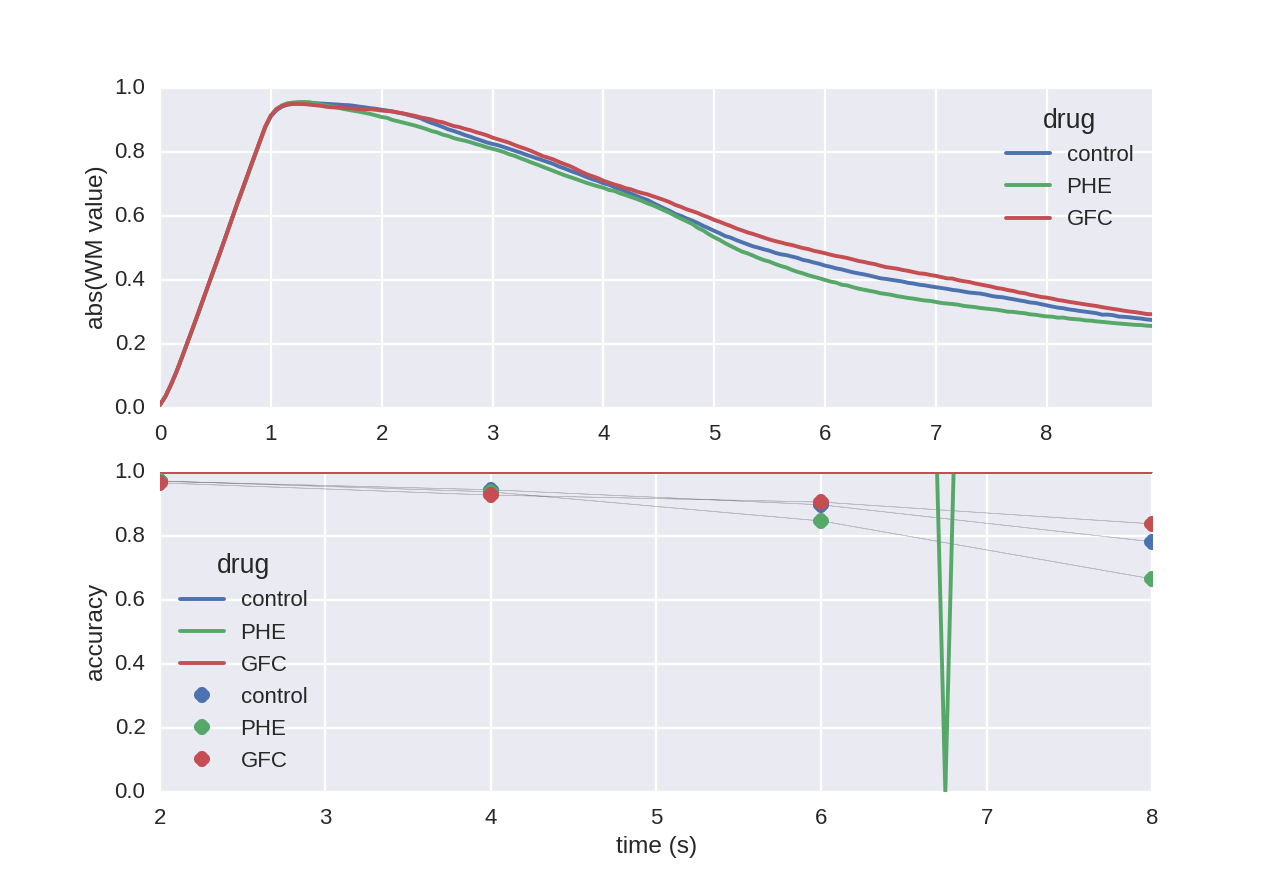 1.0
0.8
0.6
0.4
0.2
0.0
abs(WM value)
drug
control
PHE
GFC
0 1 2 3 4 5 6 7 8
1.0
0.8
0.6
0.4
0.2
0.0
accuracy
drug
control
PHE
GFC
control
PHE
GFC
2 3 4 5 6 7 8
time (s)